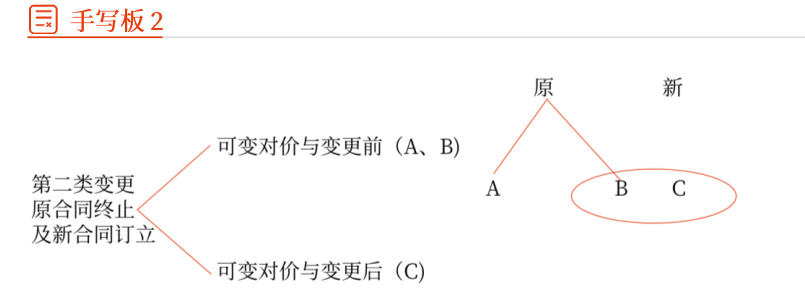 手写板 2
原 新
可变对价与变更前（A、B)
第二类变更
A B C
原合同终止
及新合同订立
可变对价与变更后（C)